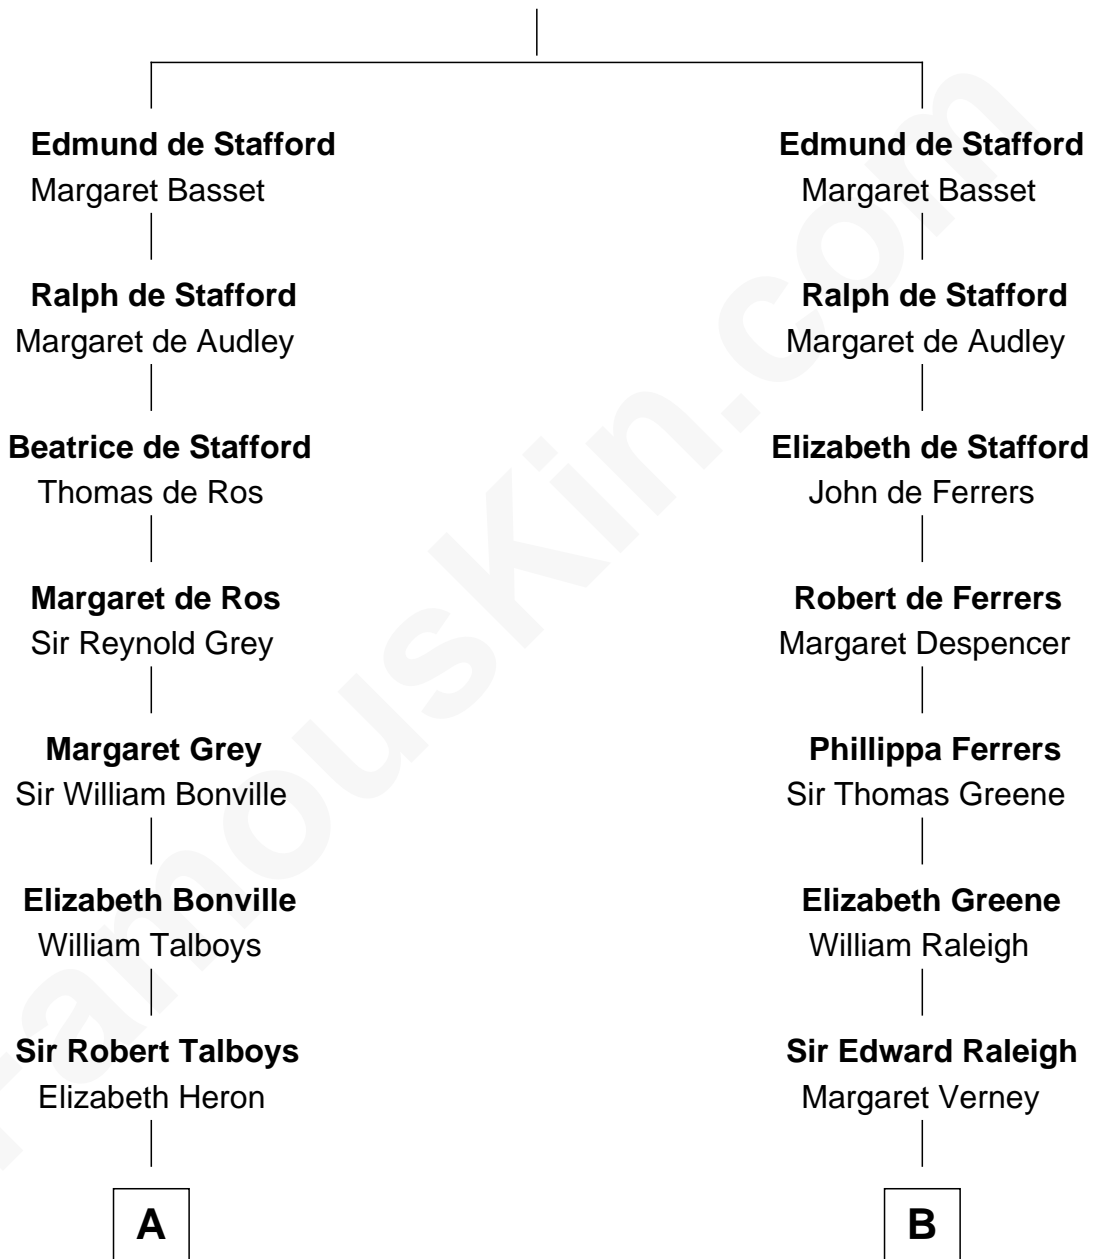 Edmund de Stafford
Margaret Basset
Ralph de Stafford
Margaret de Audley
Beatrice de Stafford
Thomas de Ros
Margaret de Ros
Sir Reynold Grey
Margaret Grey
Sir William Bonville
Elizabeth Bonville
William Talboys
Sir Robert Talboys
Elizabeth Heron
A
Edmund de Stafford
Margaret Basset
Ralph de Stafford
Margaret de Audley
Elizabeth de Stafford
John de Ferrers
Robert de Ferrers
Margaret Despencer
Phillippa Ferrers
Sir Thomas Greene
Elizabeth Greene
William Raleigh
Sir Edward Raleigh
Margaret Verney
B
FamousKin.com